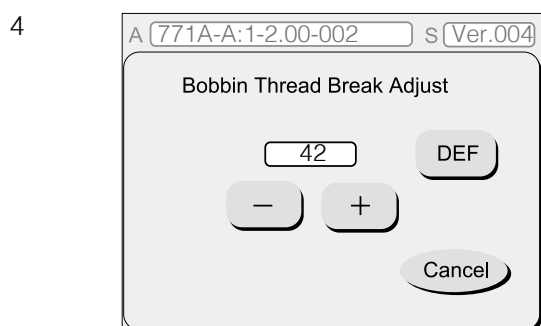 4
A 771A-A:1-2.00-002 S Ver.004
Bobbin Thread Break Adjust
42 DEF
− +
Cancel